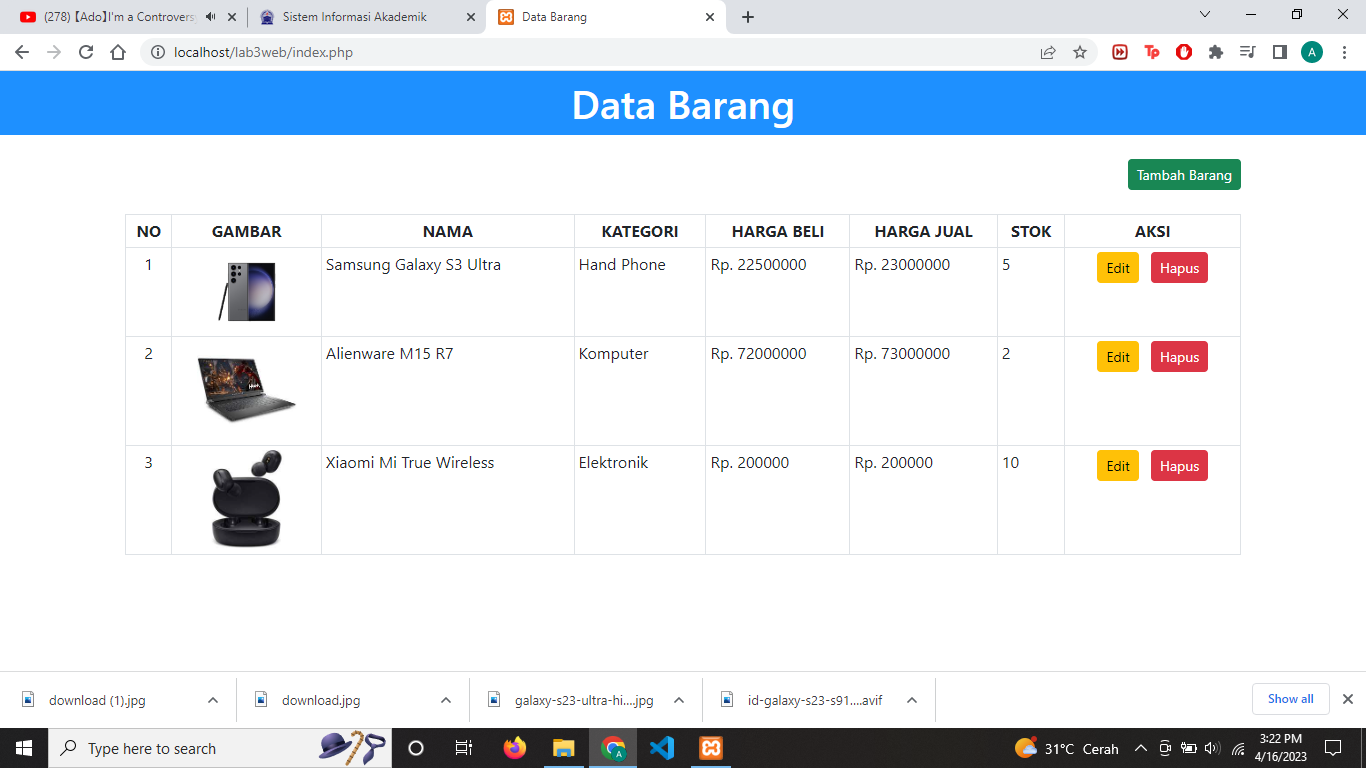 (278) 【Ado】I'm a Controvers
Sistem Informasi Akademik
Data Barang
localhost/lab3web/index.php
A
Data Barang
Tambah Barang
NO GAMBAR NAMA KATEGORI HARGA BELI HARGA JUAL STOK AKSI
1 Samsung Galaxy S3 Ultra Hand Phone Rp. 22500000 Rp. 23000000 5 Edit Hapus
2 Alienware M15 R7 Komputer Rp. 72000000 Rp. 73000000 2 Edit Hapus
3 Xiaomi Mi True Wireless Elektronik Rp. 200000 Rp. 200000 10 Edit Hapus
download (1).jpg
download.jpg
galaxy-s23-ultra-hi....jpg
id-galaxy-s23-s91....avif
Show all
Type here to search
31°C Cerah
3:22 PM
4/16/2023